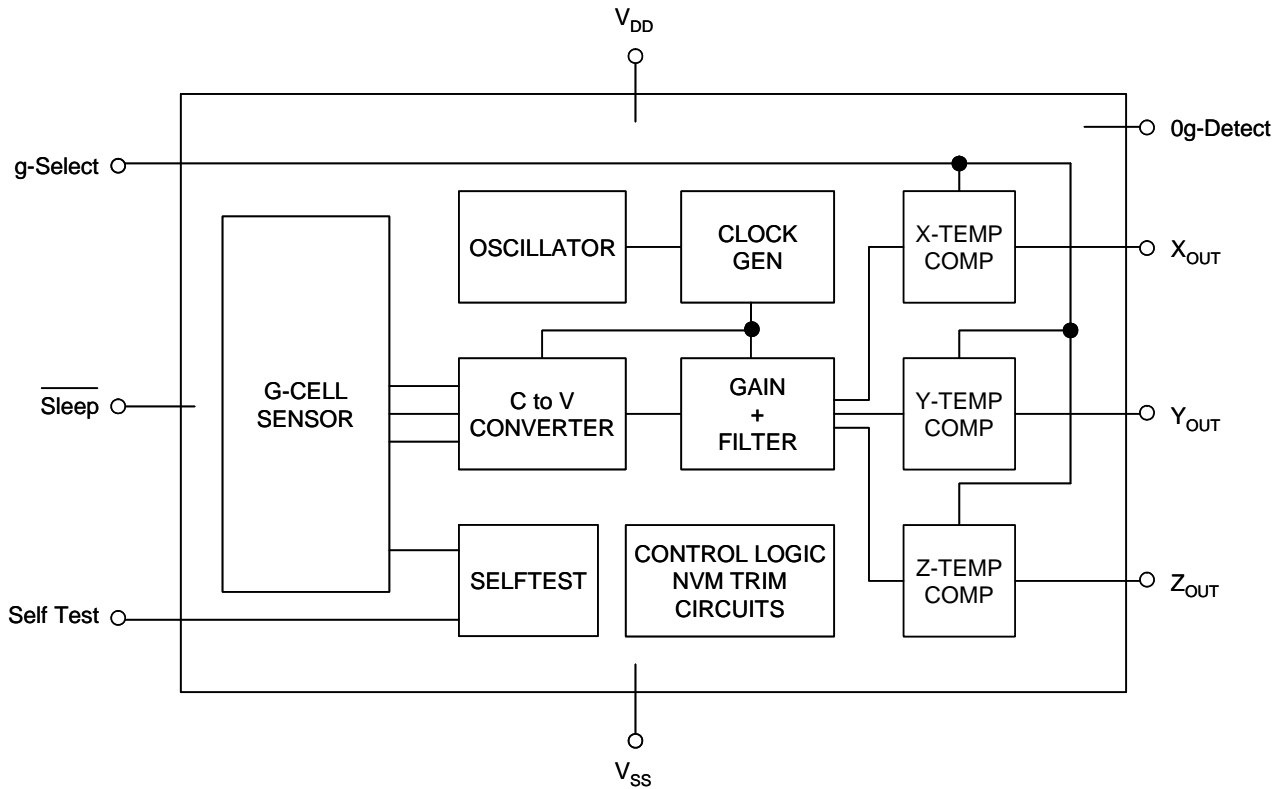 VDD
0g-Detect
g-Select
OSCILLATOR
CLOCK
GEN
X-TEMP
COMP
XOUT
G-CELL
SENSOR
Sleep
C to V
CONVERTER
GAIN
+
FILTER
Y-TEMP
COMP
YOUT
SELFTEST
CONTROL LOGIC
NVM TRIM
CIRCUITS
Z-TEMP
COMP
ZOUT
Self Test
VSS